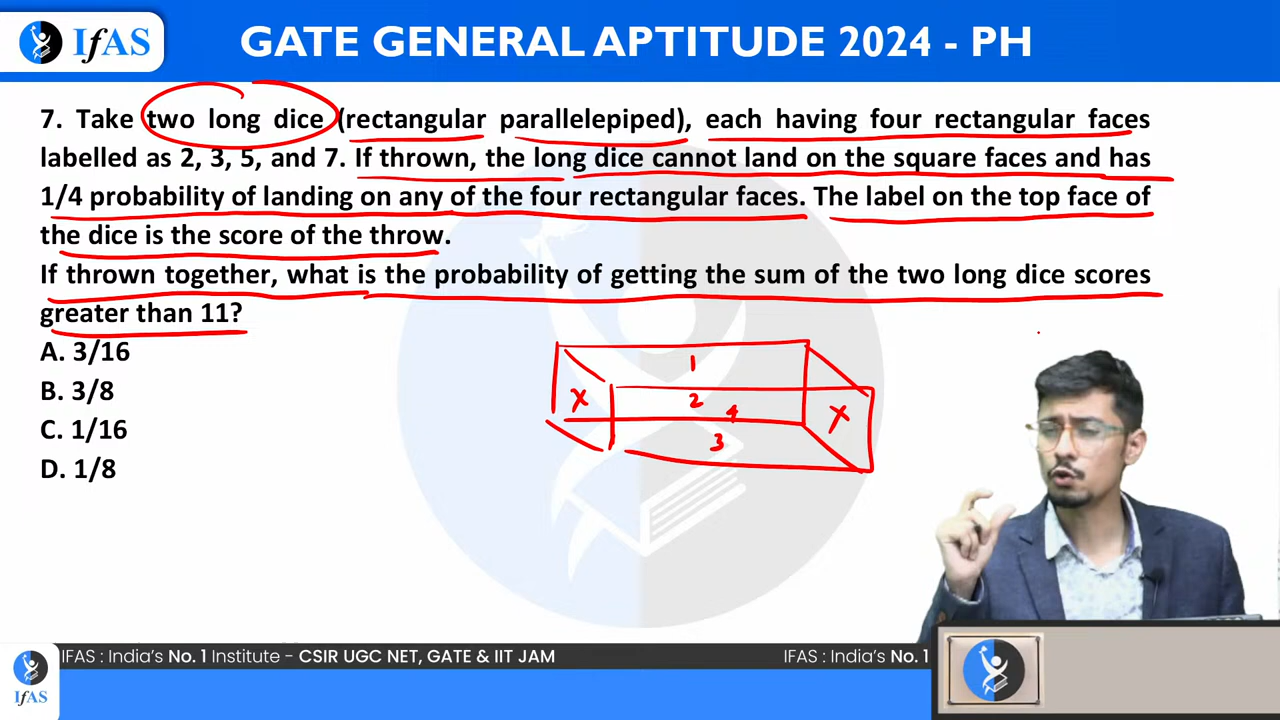 IfAS
GATE GENERAL APTITUDE 2024 - PH
7. Take two long dice (rectangular parallelepiped), each having four rectangular faces
labelled as 2, 3, 5, and 7. If thrown, the long dice cannot land on the square faces and has
1/4 probability of landing on any of the four rectangular faces. The label on the top face of
the dice is the score of the throw.
If thrown together, what is the probability of getting the sum of the two long dice scores
greater than 11?
A. 3/16
B. 3/8
C. 1/16
D. 1/8
1
x
2
4
x
3
IFAS : India's No. 1 Institute - CSIR UGC NET, GATE & IIT JAM
IFAS : India's No. 1
IfAS